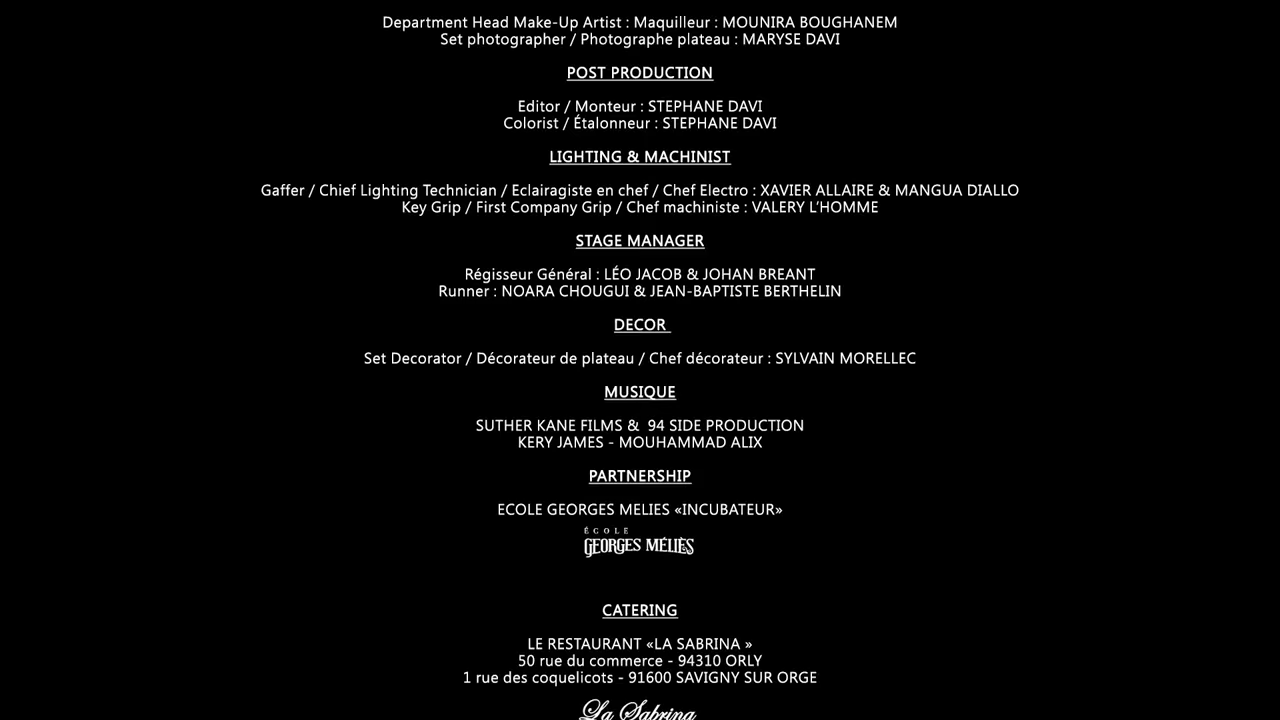 Department Head Make-Up Artist : Maquilleur : MOUNIRA BOUGHANEM
Set photographer / Photographe plateau : MARYSE DAVI
POST PRODUCTION
Editor / Monteur : STEPHANE DAVI
Colorist / Étalonneur : STEPHANE DAVI
LIGHTING & MACHINIST
Gaffer / Chief Lighting Technician / Eclairagiste en chef / Chef Electro : XAVIER ALLAIRE & MANGUA DIALLO
Key Grip / First Company Grip / Chef machiniste : VALERY L’HOMME
STAGE MANAGER
Régisseur Général : LÉO JACOB & JOHAN BREANT
Runner : NOARA CHOUGUI & JEAN-BAPTISTE BERTHELIN
DECOR
Set Decorator / Décorateur de plateau / Chef décorateur : SYLVAIN MORELLEC
MUSIQUE
SUTHER KANE FILMS & 94 SIDE PRODUCTION
KERY JAMES - MOUHAMMAD ALIX
PARTNERSHIP
ECOLE GEORGES MELIES «INCUBATEUR»
ÉCOLE
GEORGES MÉLIÈS
CATERING
LE RESTAURANT «LA SABRINA »
50 rue du commerce - 94310 ORLY
1 rue des coquelicots - 91600 SAVIGNY SUR ORGE
La Sabrina